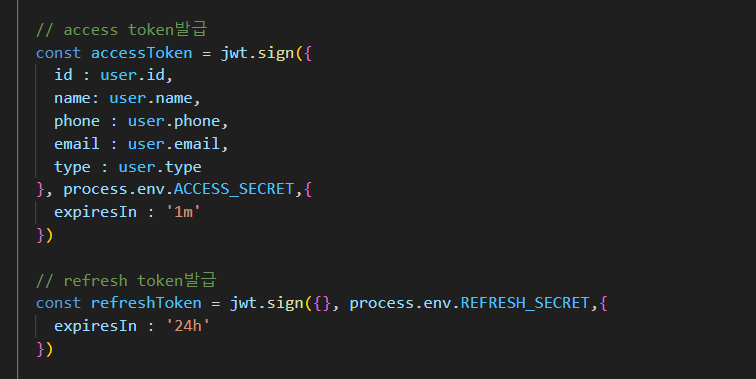 // access token발급
const accessToken = jwt.sign({
id : user.id,
name: user.name,
phone : user.phone,
email : user.email,
type : user.type
}, process.env.ACCESS_SECRET,{
expiresIn : '1m'
})
// refresh token발급
const refreshToken = jwt.sign({}, process.env.REFRESH_SECRET,{
expiresIn : '24h'
})